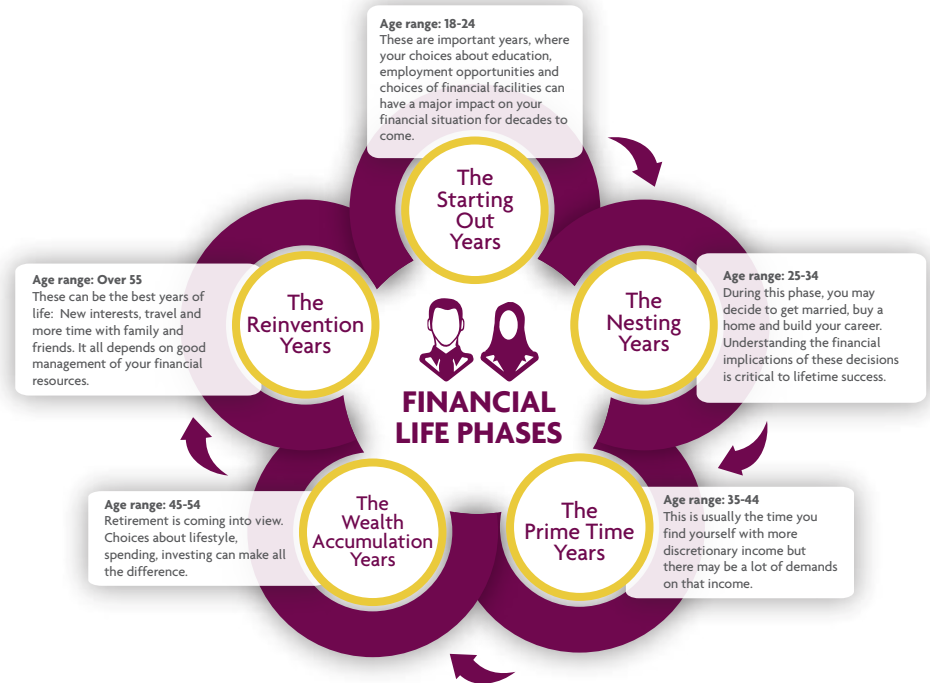 Age range: 18-24
These are important years, where
your choices about education,
employment opportunities and
choices of financial facilities can
have a major impact on your
financial situation for decades to
come.
The
Starting
Out
Years
Age range: 25-34
During this phase, you may
decide to get married, buy a
home and build your career.
Understanding the financial
implications of these decisions
is critical to lifetime success.
The
Nesting
Years
Age range: 35-44
This is usually the time you
find yourself with more
discretionary income but
there may be a lot of demands
on that income.
The
Prime Time
Years
Age range: 45-54
Retirement is coming into view.
Choices about lifestyle,
spending, investing can make all
the difference.
The
Wealth
Accumulation
Years
Age range: Over 55
These can be the best years of
life: New interests, travel and
more time with family and
friends. It all depends on good
management of your financial
resources.
The
Reinvention
Years
FINANCIAL
LIFE PHASES